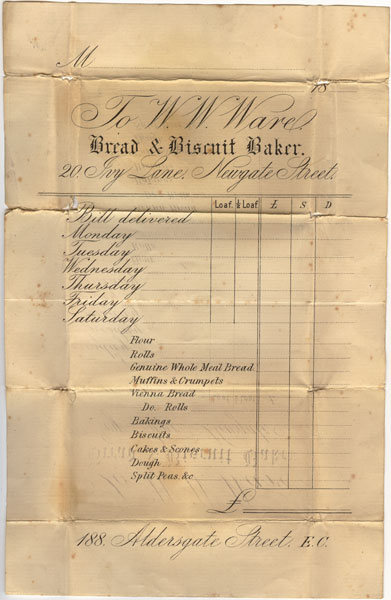 M
18
To W. W. Ware.
Bread & Biscuit Baker.
20. Ivy Lane, Newgate Street.
Loaf. ½ Loaf £ S D
Bill delivered
Monday
Tuesday
Wednesday
Thursday
Friday
Saturday
Flour
Rolls
Genuine Whole Meal Bread
Muffins & Crumpets
Vienna Bread
Do Rolls
Bakings
Biscuits
Cakes & Scones
Dough
Split Peas &c
£
188. Aldersgate Street. E.C.